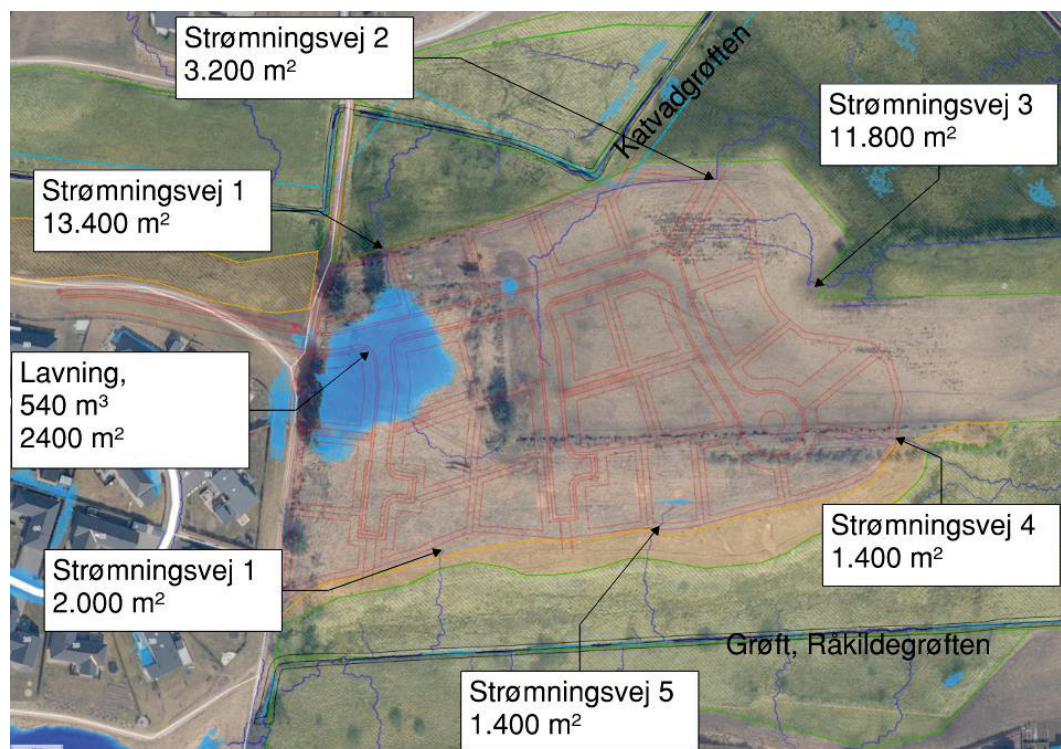 Strømningsvej 2
3.200 m²
Katvadgrøften
Strømningsvej 3
11.800 m²
Strømningsvej 1
13.400 m²
Lavning,
540 m³
2400 m²
Strømningsvej 4
1.400 m²
Strømningsvej 1
2.000 m²
Grøft, Råkildegrøften
Strømningsvej 5
1.400 m²